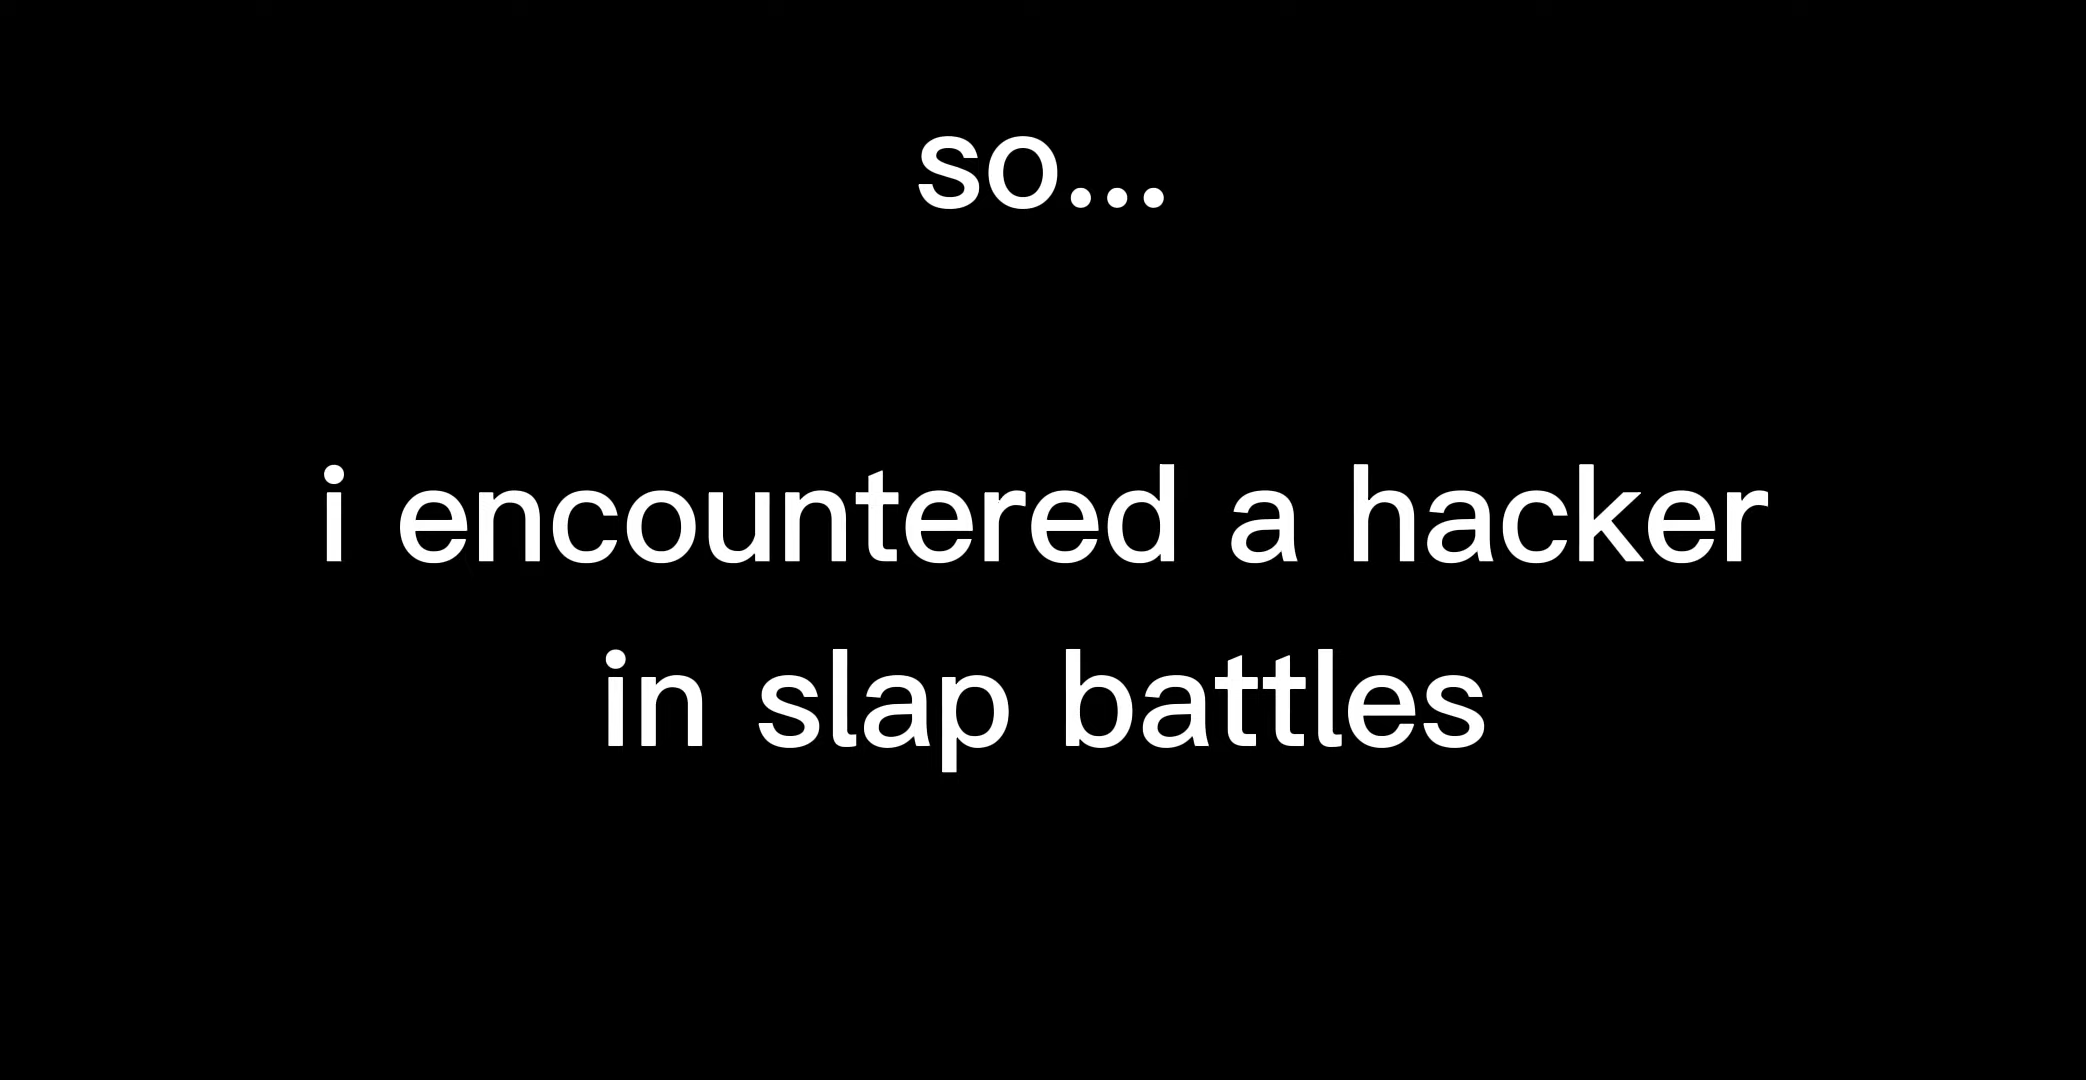 so...
i encountered a hacker
in slap battles